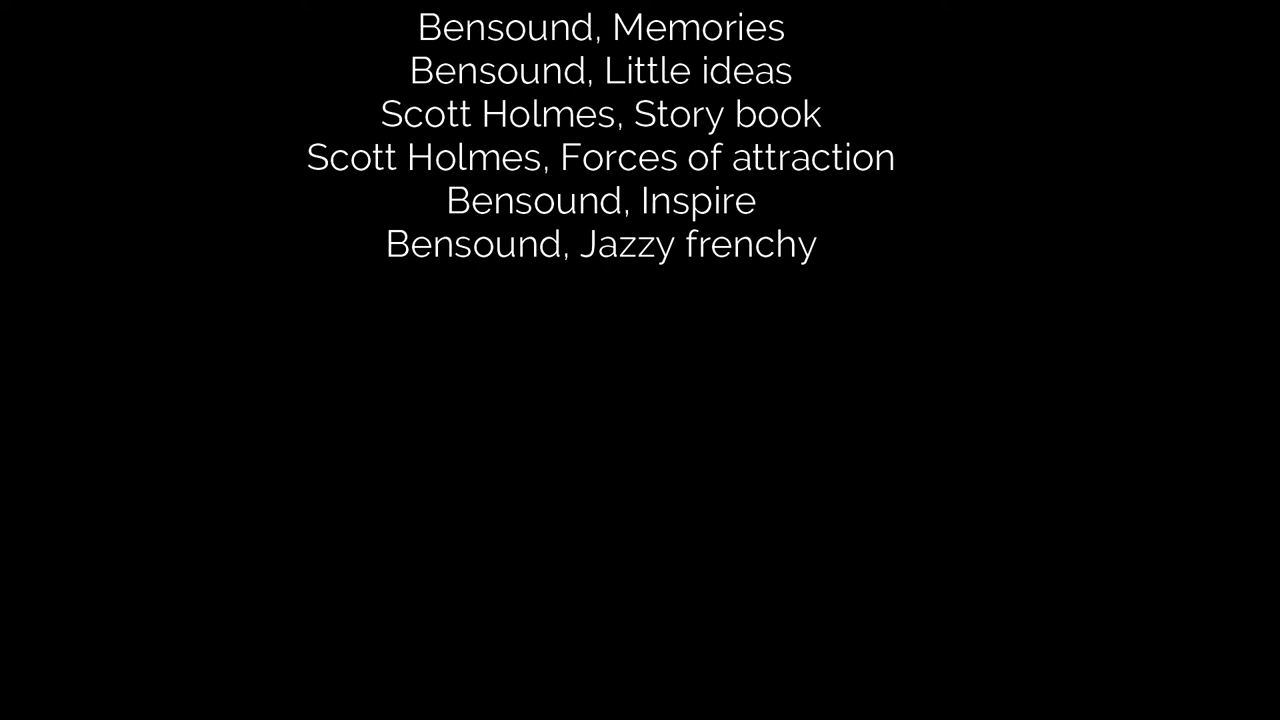 Bensound, Memories
Bensound, Little ideas
Scott Holmes, Story book
Scott Holmes, Forces of attraction
Bensound, Inspire
Bensound, Jazzy frenchy